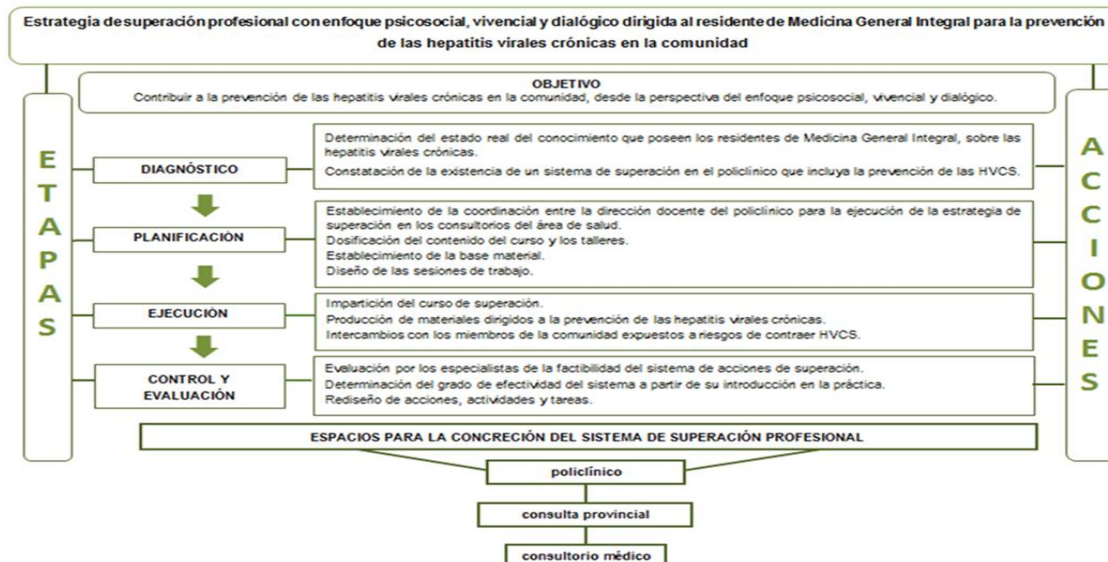 Estrategia de superación profesional con enfoque psicosocial, vivencial y dialógico dirigida al residente de Medicina General Integral para la prevención
de las hepatitis virales crónicas en la comunidad
OBJETIVO
Contribuir a la prevención de las hepatitis virales crónicas en la comunidad, desde la perspectiva del enfoque psicosocial, vivencial y dialógico.
ETAPAS
DIAGNÓSTICO
Determinación del estado real del conocimiento que poseen los residentes de Medicina General Integral, sobre las
hepatitis virales crónicas.
Constatación de la existencia de un sistema de superación en el policlínico que incluya la prevención de las HVCS.
PLANIFICACIÓN
Establecimiento de la coordinación entre la dirección docente del policlínico para la ejecución de la estrategia de
superación en los consultorios del área de salud.
Dosificación del contenido del curso y los talleres.
Establecimiento de la base material.
Diseño de las sesiones de trabajo.
EJECUCIÓN
Impartición del curso de superación.
Producción de materiales dirigidos a la prevención de las hepatitis virales crónicas.
Intercambios con los miembros de la comunidad expuestos a riesgos de contraer HVCS.
CONTROL Y
EVALUACIÓN
Evaluación por los especialistas de la factibilidad del sistema de acciones de superación.
Determinación del grado de efectividad del sistema a partir de su introducción en la práctica.
Rediseño de acciones, actividades y tareas.
ACCIONES
ESPACIOS PARA LA CONCRECIÓN DEL SISTEMA DE SUPERACIÓN PROFESIONAL
policlínico
consulta provincial
consultorio médico